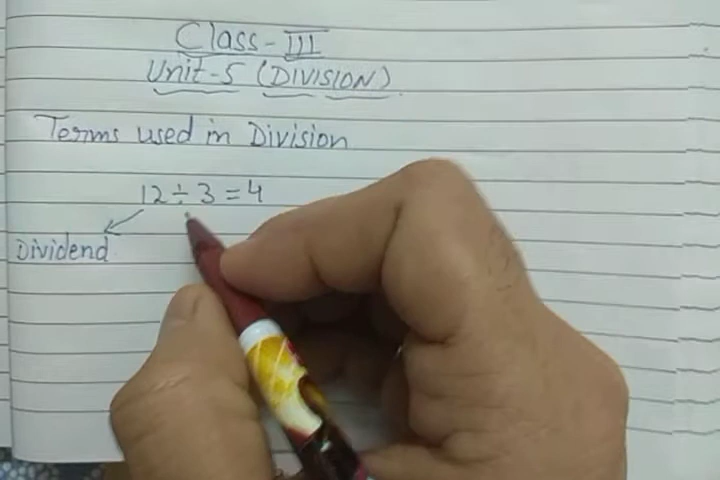 Class-III
Unit-5 (DIVISION)
Terms used in Division
12 ÷ 3 = 4
Dividend